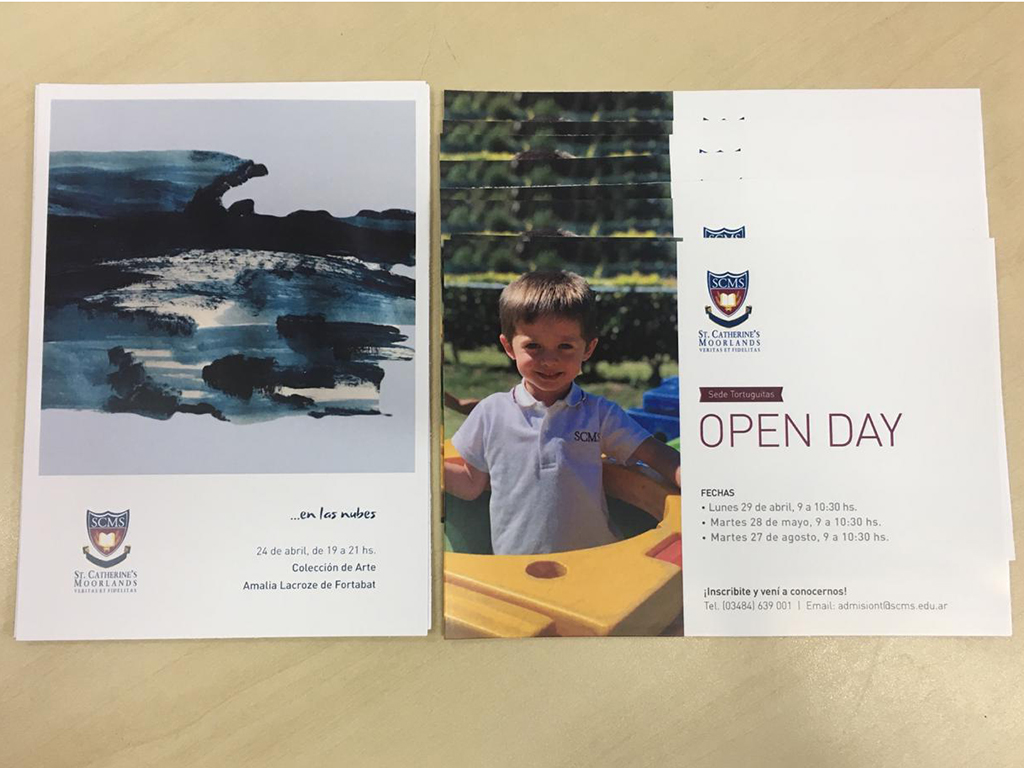 SCMS
ST. CATHERINE'S
MOORLANDS
VERITAS ET FIDELITAS
...en las nubes
24 de abril, de 19 a 21 hs.
Colección de Arte
Amalia Lacroze de Fortabat
SCMS
SCMS
SCMS
ST. CATHERINE'S
MOORLANDS
VERITAS ET FIDELITAS
Sede Tortuguitas
OPEN DAY
FECHAS
• Lunes 29 de abril, 9 a 10:30 hs.
• Martes 28 de mayo, 9 a 10:30 hs.
• Martes 27 de agosto, 9 a 10:30 hs.
¡Inscribite y vení a conocernos!
Tel. (03484) 639 001 | Email: admisiont@scms.edu.ar